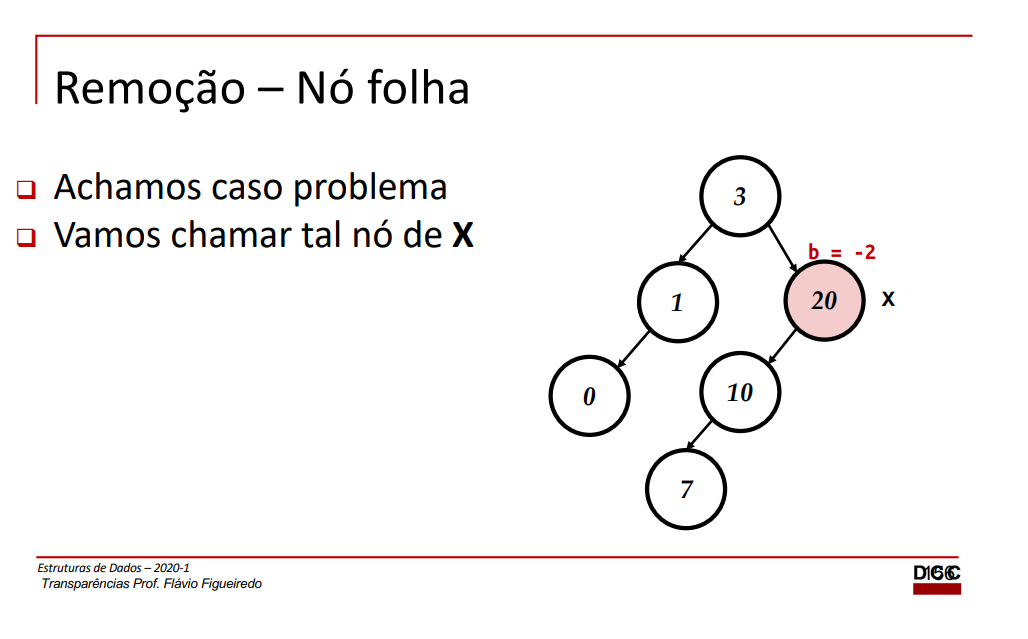 Remoção – Nó folha
❑ Achamos caso problema
❑ Vamos chamar tal nó de X
3
b = -2
1
20
X
0
10
7
Estruturas de Dados – 2020-1
Transparências Prof. Flávio Figueiredo
DCC